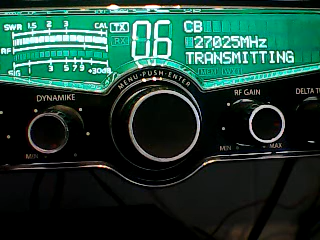 SWR 1.5 2 3 CAL
TX
RX
06
CB
27025MHz
TRANSMITTING
RF
SIG 1 3 5 7 9 +30dB
MENU-PUSH-ENTER
DYNAMIKE
MIN
RF GAIN
MIN MAX
DELTA TU